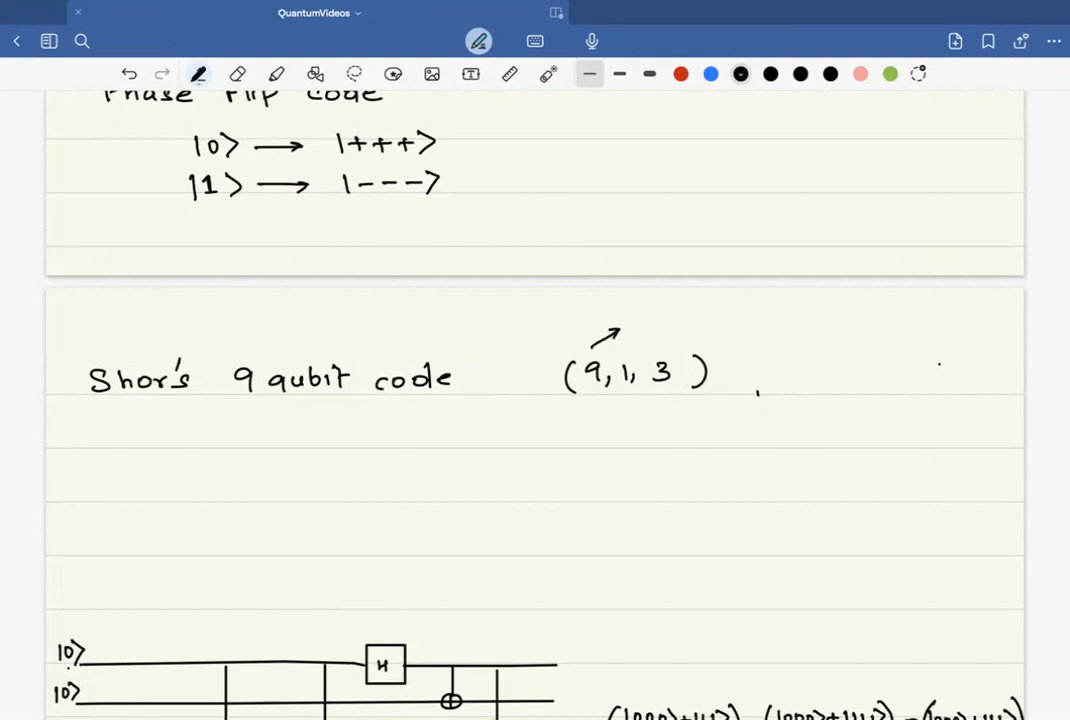 QuantumVideos
Phase Flip Code
|0> → |+++>
|1> → |--->
Shor's 9 qubit code (9, 1, 3)
|0>
H
|0>